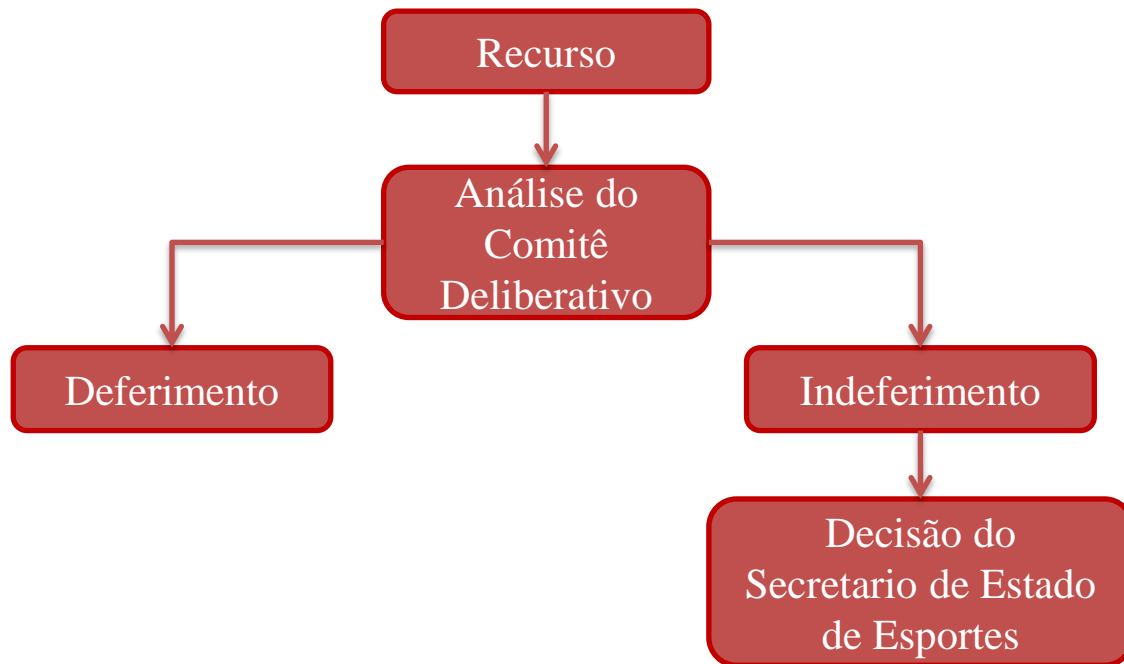 Recurso
Análise do
Comitê
Deliberativo
Deferimento
Indeferimento
Decisão do
Secretario de Estado
de Esportes